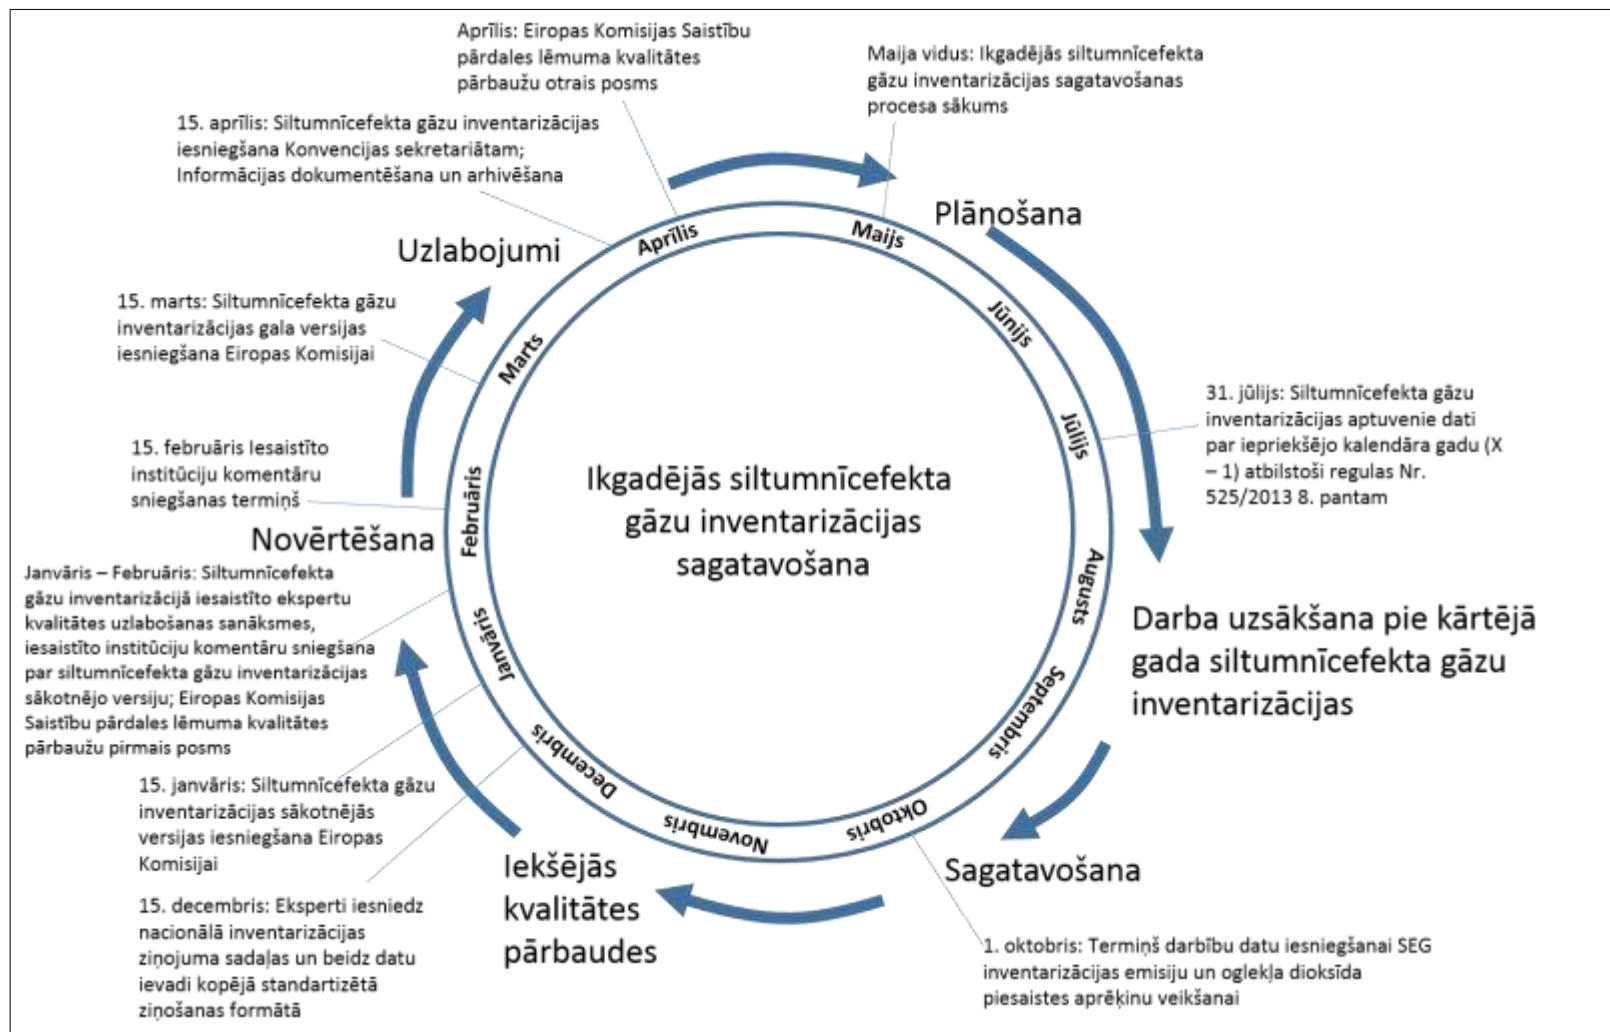 Aprīlis: Eiropas Komisijas Saistību
pārdales lēmuma kvalitātes
pārbaužu otrais posms
Maija vidus: Ikgadējās siltumnīcefekta
gāzu inventarizācijas sagatavošanas
procesa sākums
15. aprīlis: Siltumnīcefekta gāzu inventarizācijas
iesniegšana Konvencijas sekretariātam;
Informācijas dokumentēšana un arhivēšana
Plānošana
Uzlabojumi
Aprīlis
Maijs
15. marts: Siltumnīcefekta gāzu
inventarizācijas gala versijas
iesniegšana Eiropas Komisijai
Marts
Jūnijs
31. jūlijs: Siltumnīcefekta gāzu
inventarizācijas aptuvenie dati
par iepriekšējo kalendāra gadu (X
– 1) atbilstoši regulas Nr.
525/2013 8. pantam
Jūlijs
15. februāris Iesaistīto
institūciju komentāru
sniegšanas termiņš
Februāris
Ikgadējās siltumnīcefekta
gāzu inventarizācijas
sagatavošana
Novērtēšana
Janvāris – Februāris: Siltumnīcefekta
gāzu inventarizācijā iesaistīto ekspertu
kvalitātes uzlabošanas sanāksmes,
iesaistīto institūciju komentāru sniegšana
par siltumnīcefekta gāzu inventarizācijas
sākotnējo versiju; Eiropas Komisijas
Saistību pārdales lēmuma kvalitātes
pārbaužu pirmais posms
Janvāris
Augusts
Darba uzsākšana pie kārtējā
gada siltumnīcefekta gāzu
inventarizācijas
Septembris
Decembris
Novembris
Oktobris
15. janvāris: Siltumnīcefekta gāzu
inventarizācijas sākotnējās
versijas iesniegšana Eiropas
Komisijai
Iekšējās
kvalitātes
pārbaudes
Sagatavošana
15. decembris: Eksperti iesniedz
nacionālā inventarizācijas
ziņojuma sadaļas un beidz datu
ievadi kopējā standartizētā
ziņošanas formātā
1. oktobris: Termiņš darbību datu iesniegšanai SEG
inventarizācijas emisiju un oglekļa dioksīda
piesaistes aprēķinu veikšanai